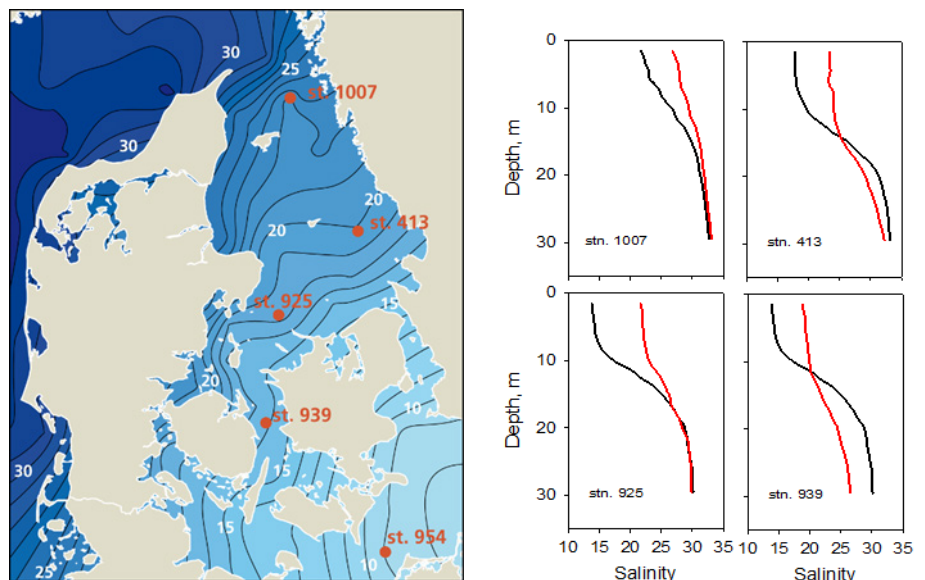 30
25
st. 1007
30
20
st. 413
20
st. 925
15
20
10
st. 939
15
30
15
st. 954
10
25
0
10
20
30
Depth, m
stn. 1007
stn. 413
0
10
20
30
Depth, m
stn. 925
stn. 939
10 15 20 25 30 35 10 15 20 25 30 35
Salinity Salinity